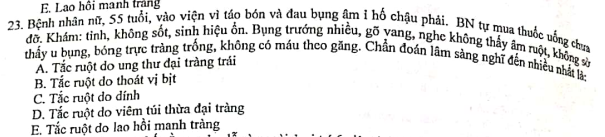 E. Lao hồi manh tràng
23. Bệnh nhân nữ, 55 tuổi, vào viện vì táo bón và đau bụng âm ỉ hố chậu phải. BN tự mua thuốc uống chưa
đỡ. Khám: tỉnh, không sốt, sinh hiệu ổn. Bụng trướng nhiều, gõ vang, nghe không thấy âm ruột, không sờ
thấy u bụng, bóng trực tràng trống, không có máu theo găng. Chẩn đoán lâm sàng nghĩ đến nhiều nhất là:
A. Tắc ruột do ung thư đại tràng trái
B. Tắc ruột do thoát vị bịt
C. Tắc ruột do dính
D. Tắc ruột do viêm túi thừa đại tràng
E. Tắc ruột do lao hồi manh tràng